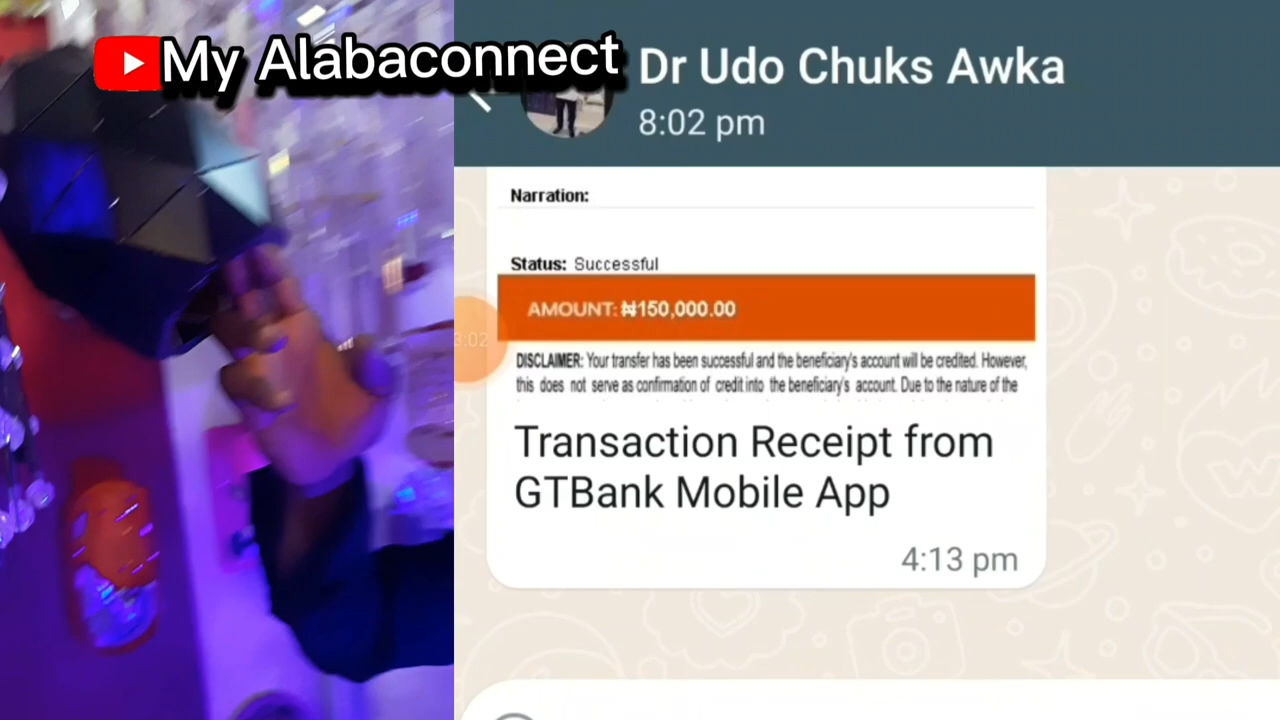 My Alabaconnect
Dr Udo Chuks Awka
8:02 pm
Narration:
Status: Successful
AMOUNT: ₦150,000.00
3:02
DISCLAIMER: Your transfer has been successful and the beneficiary's account will be credited. However,
this does not serve as confirmation of credit into the beneficiary's account. Due to the nature of the
Transaction Receipt from
GTBank Mobile App
4:13 pm